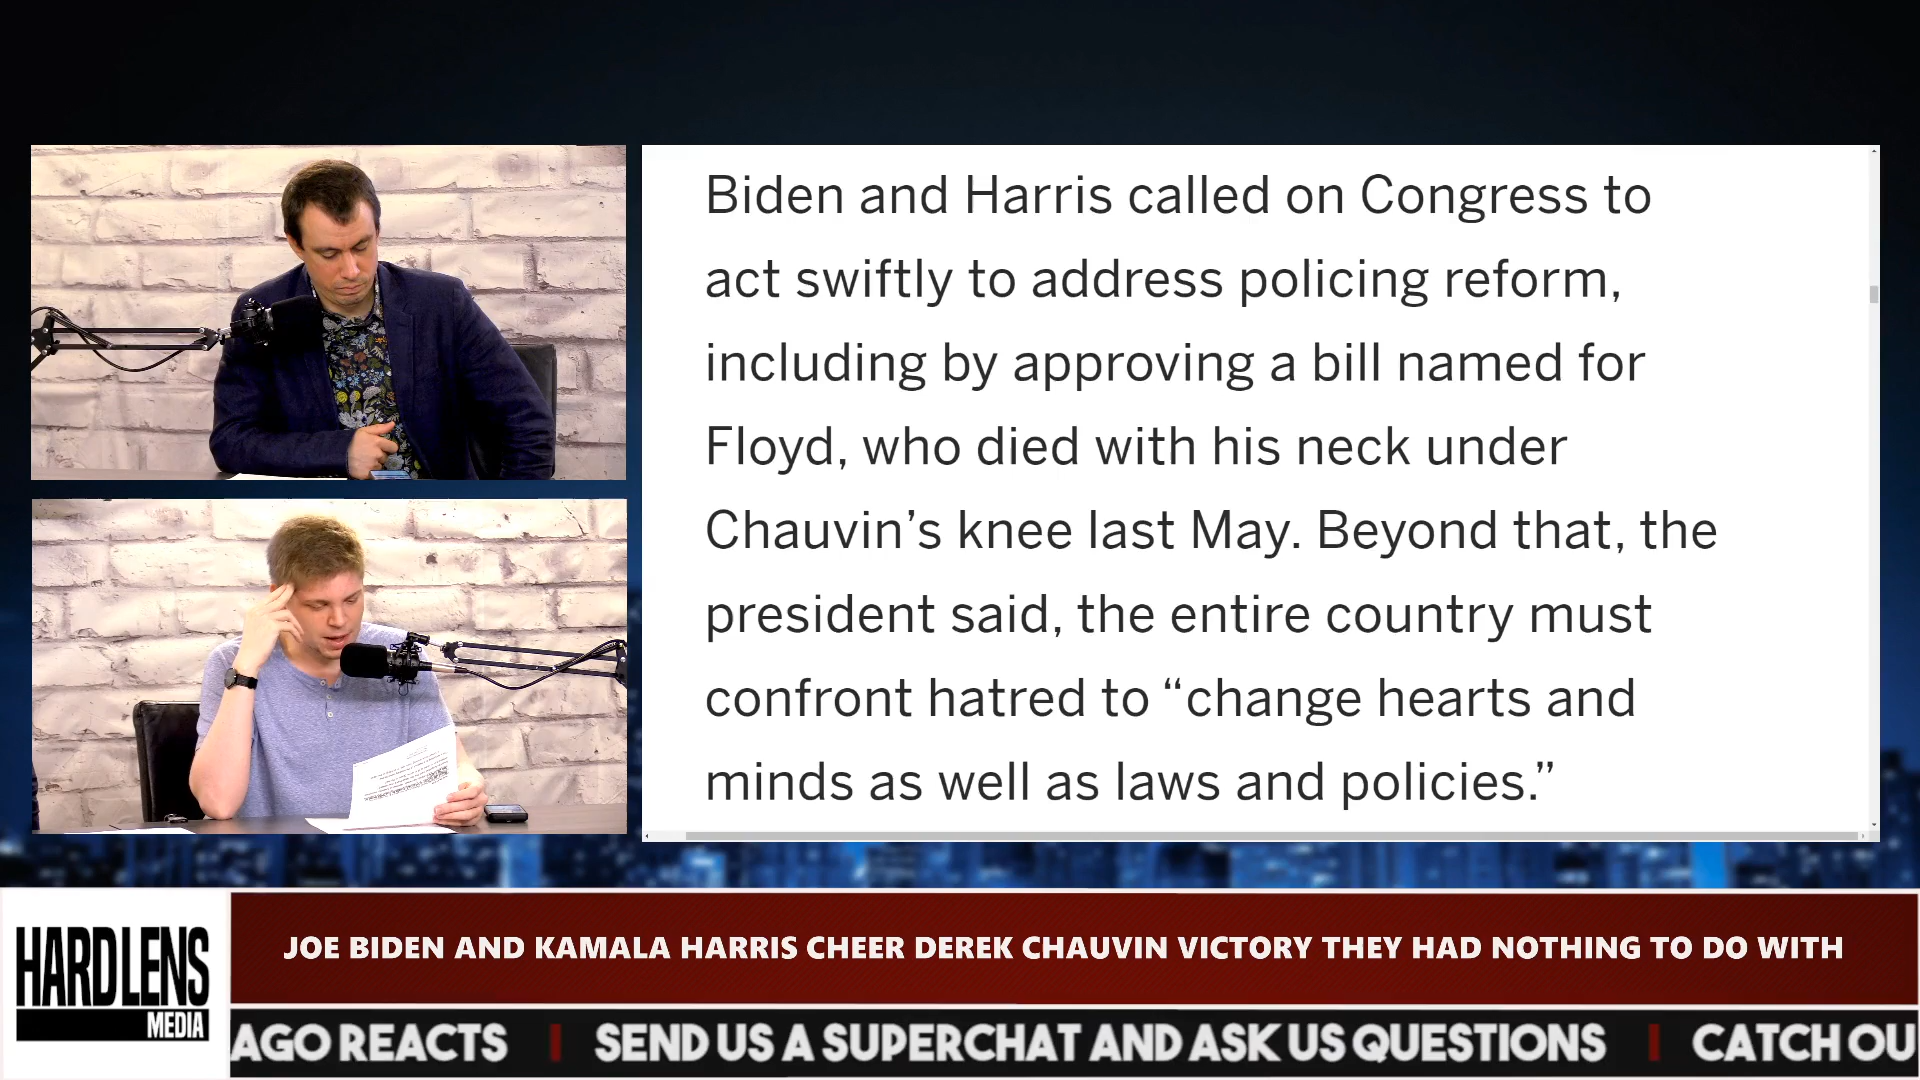 Biden and Harris called on Congress to
act swiftly to address policing reform,
including by approving a bill named for
Floyd, who died with his neck under
Chauvin’s knee last May. Beyond that, the
president said, the entire country must
confront hatred to “change hearts and
minds as well as laws and policies.”
HARD LENS
MEDIA
JOE BIDEN AND KAMALA HARRIS CHEER DEREK CHAUVIN VICTORY THEY HAD NOTHING TO DO WITH
AGO REACTS | SEND US A SUPERCHAT AND ASK US QUESTIONS | CATCH OU